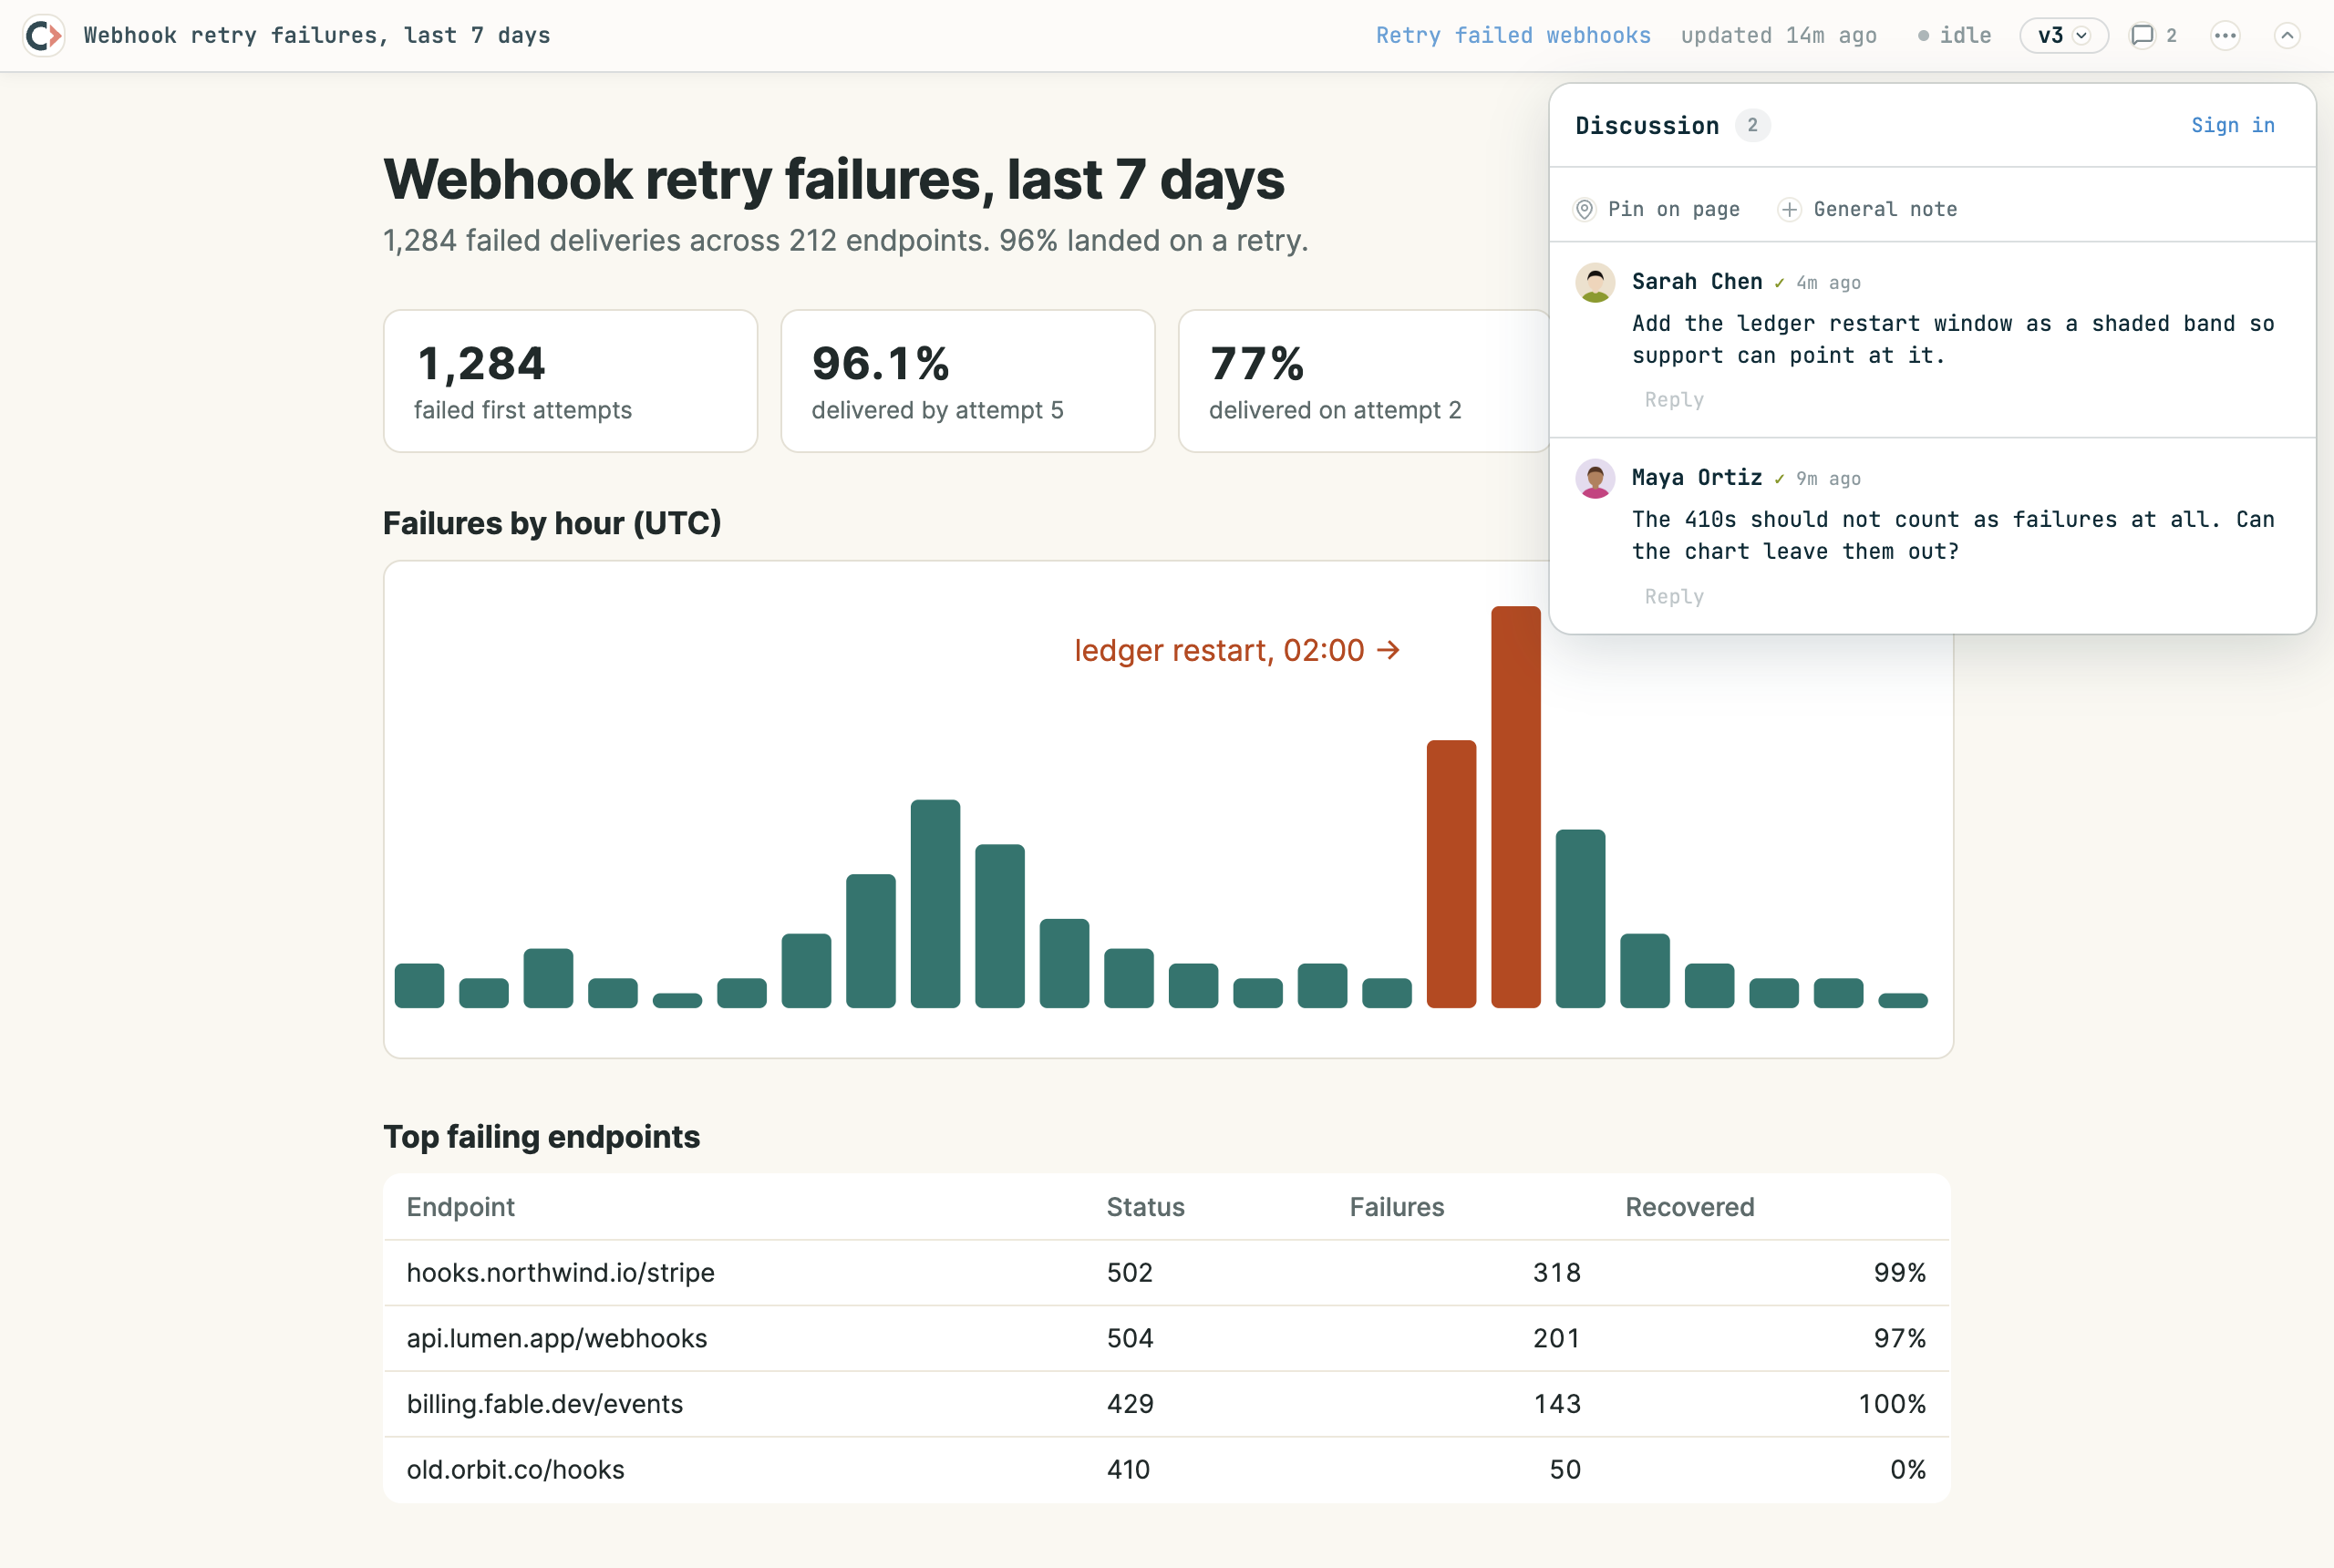 Webhook retry failures, last 7 days
Retry failed webhooks
updated 14m ago
idle
v3
2
Discussion 2
Sign in
Pin on page
General note
Sarah Chen ✓ 4m ago
Add the ledger restart window as a shaded band so
support can point at it.
Reply
Maya Ortiz ✓ 9m ago
The 410s should not count as failures at all. Can
the chart leave them out?
Reply
Webhook retry failures, last 7 days
1,284 failed deliveries across 212 endpoints. 96% landed on a retry.
1,284
failed first attempts
96.1%
delivered by attempt 5
77%
delivered on attempt 2
Failures by hour (UTC)
ledger restart, 02:00 →
Top failing endpoints
Endpoint Status Failures Recovered
hooks.northwind.io/stripe 502 318 99%
api.lumen.app/webhooks 504 201 97%
billing.fable.dev/events 429 143 100%
old.orbit.co/hooks 410 50 0%